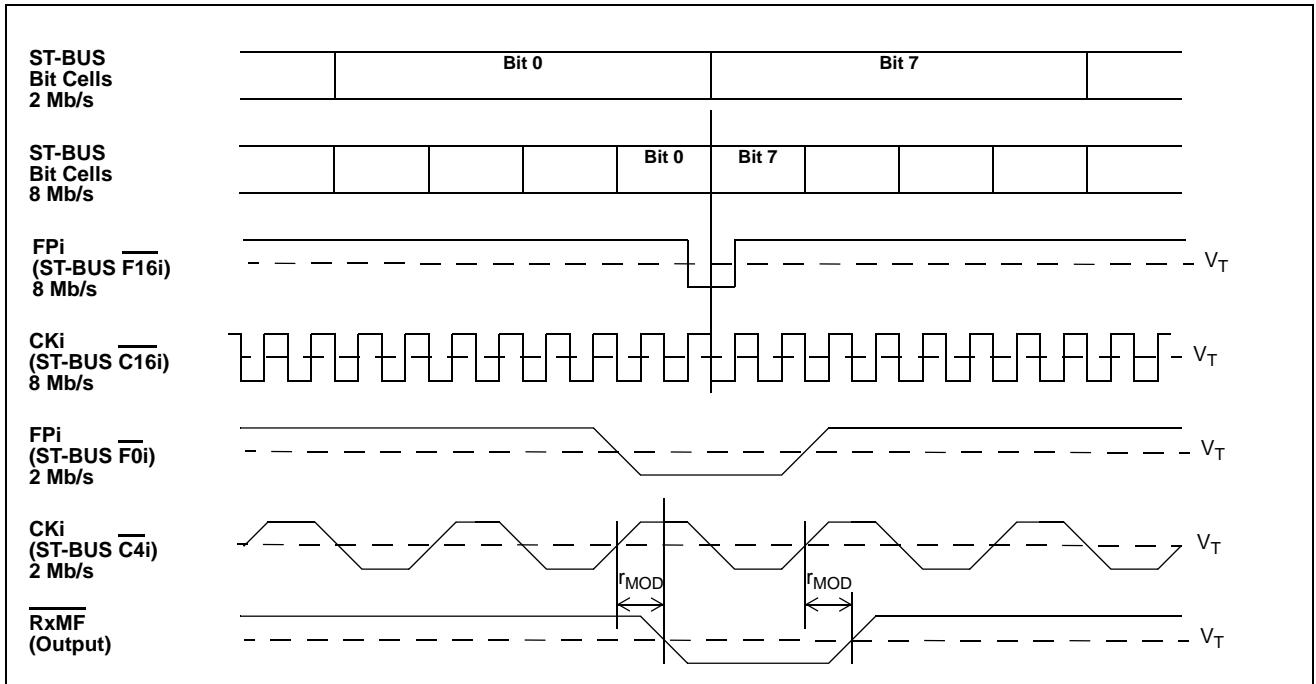 ST-BUS
Bit Cells
2 Mb/s
Bit 0
Bit 7
ST-BUS
Bit Cells
8 Mb/s
Bit 0
Bit 7
FPi
(ST-BUS F16i)
8 Mb/s
VT
CKi
(ST-BUS C16i)
8 Mb/s
VT
FPi
(ST-BUS F0i)
2 Mb/s
VT
CKi
(ST-BUS C4i)
2 Mb/s
VT
rMOD
rMOD
RxMF
(Output)
VT